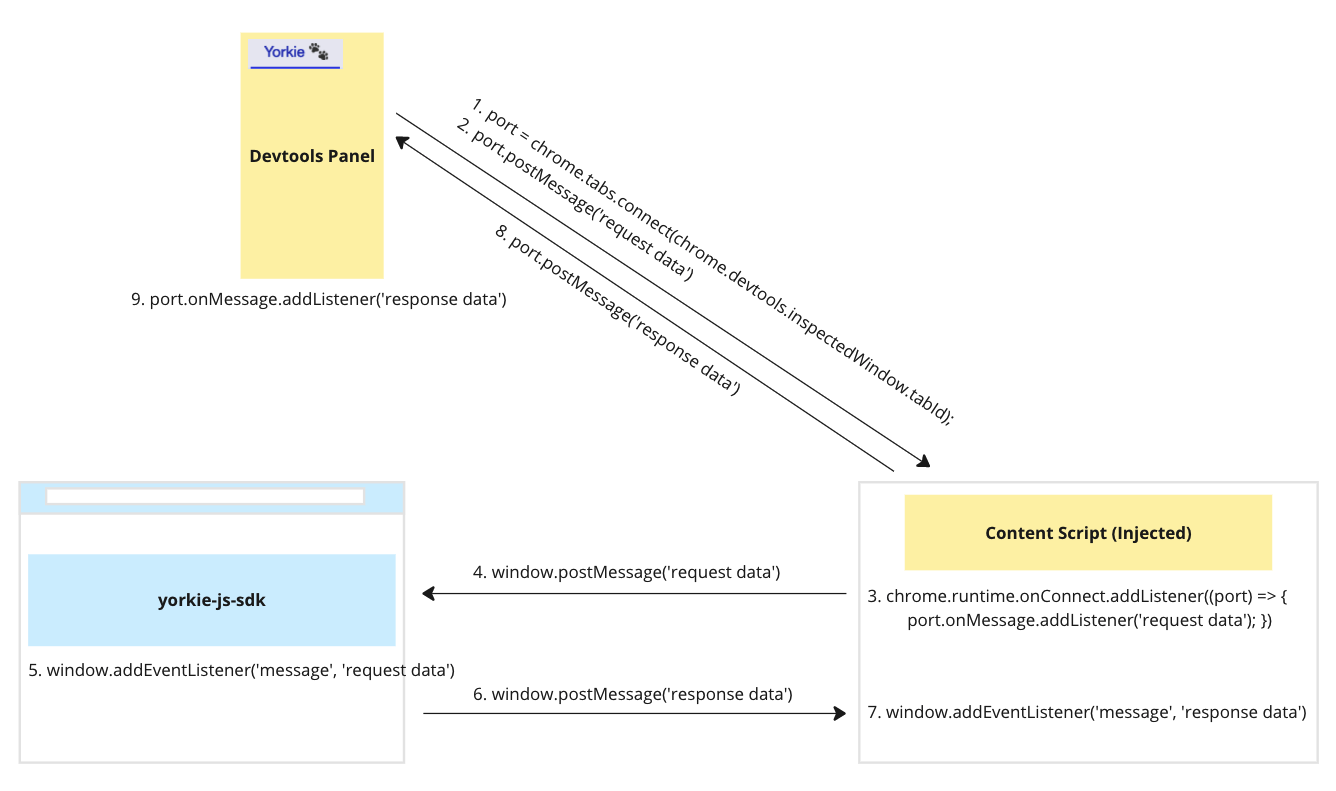 Yorkie
Devtools Panel
1. port = chrome.tabs.connect(chrome.devtools.inspectedWindow.tabId);
2. port.postMessage('request data')
8. port.postMessage('response data')
9. port.onMessage.addListener('response data')
Content Script (Injected)
3. chrome.runtime.onConnect.addListener((port) => {
port.onMessage.addListener('request data'); })
4. window.postMessage('request data')
yorkie-js-sdk
5. window.addEventListener('message', 'request data')
6. window.postMessage('response data')
7. window.addEventListener('message', 'response data')